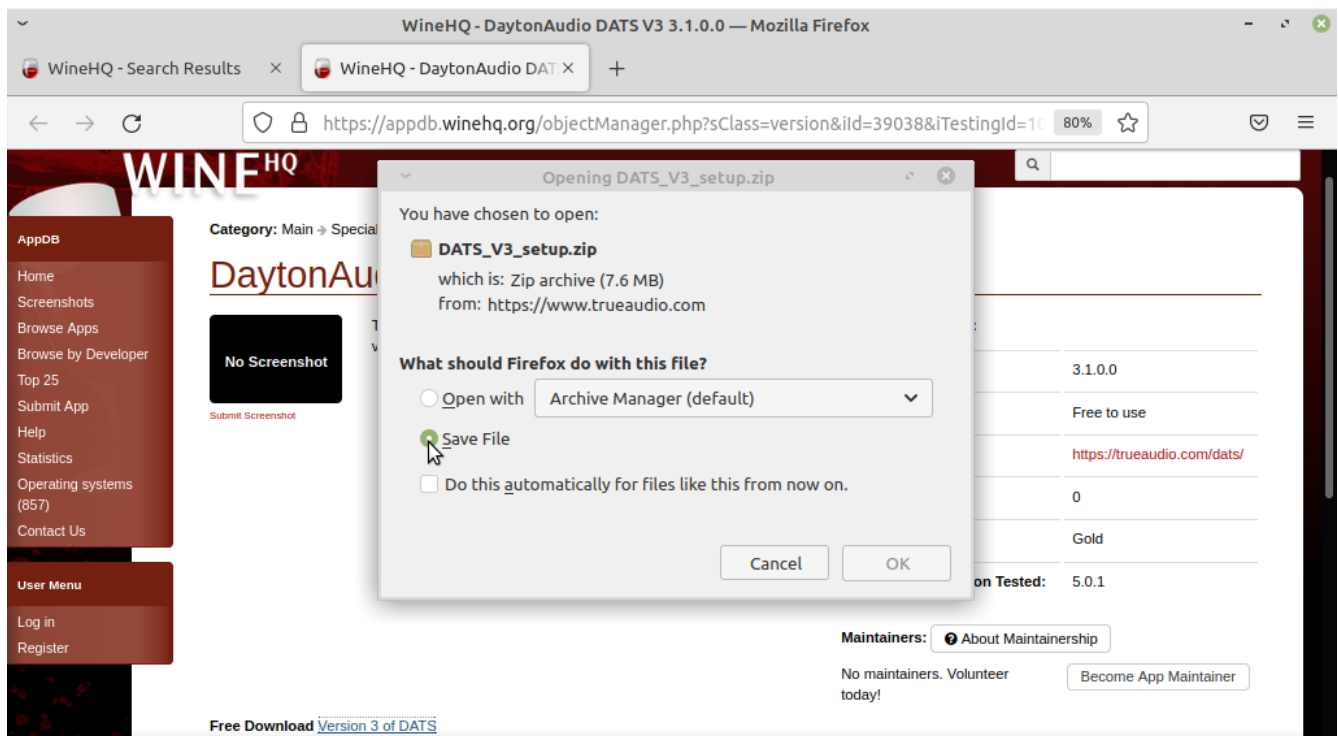 WineHQ - DaytonAudio DATS V3 3.1.0.0 — Mozilla Firefox
WineHQ - Search Results
WineHQ - DaytonAudio DAT
https://appdb.winehq.org/objectManager.php?sClass=version&iId=39038&iTestingId=10
80%
WINEHQ
AppDB
Home
Screenshots
Browse Apps
Browse by Developer
Top 25
Submit App
Help
Statistics
Operating systems
(857)
Contact Us
User Menu
Log in
Register
Category: Main → Special
DaytonAu
No Screenshot
Submit Screenshot
Opening DATS_V3_setup.zip
You have chosen to open:
DATS_V3_setup.zip
which is: Zip archive (7.6 MB)
from: https://www.trueaudio.com
What should Firefox do with this file?
Open with
Archive Manager (default)
Save File
Do this automatically for files like this from now on.
Cancel
OK
3.1.0.0
Free to use
https://trueaudio.com/dats/
0
Gold
on Tested: 5.0.1
Maintainers: About Maintainership
No maintainers. Volunteer
today!
Become App Maintainer
Free Download Version 3 of DATS